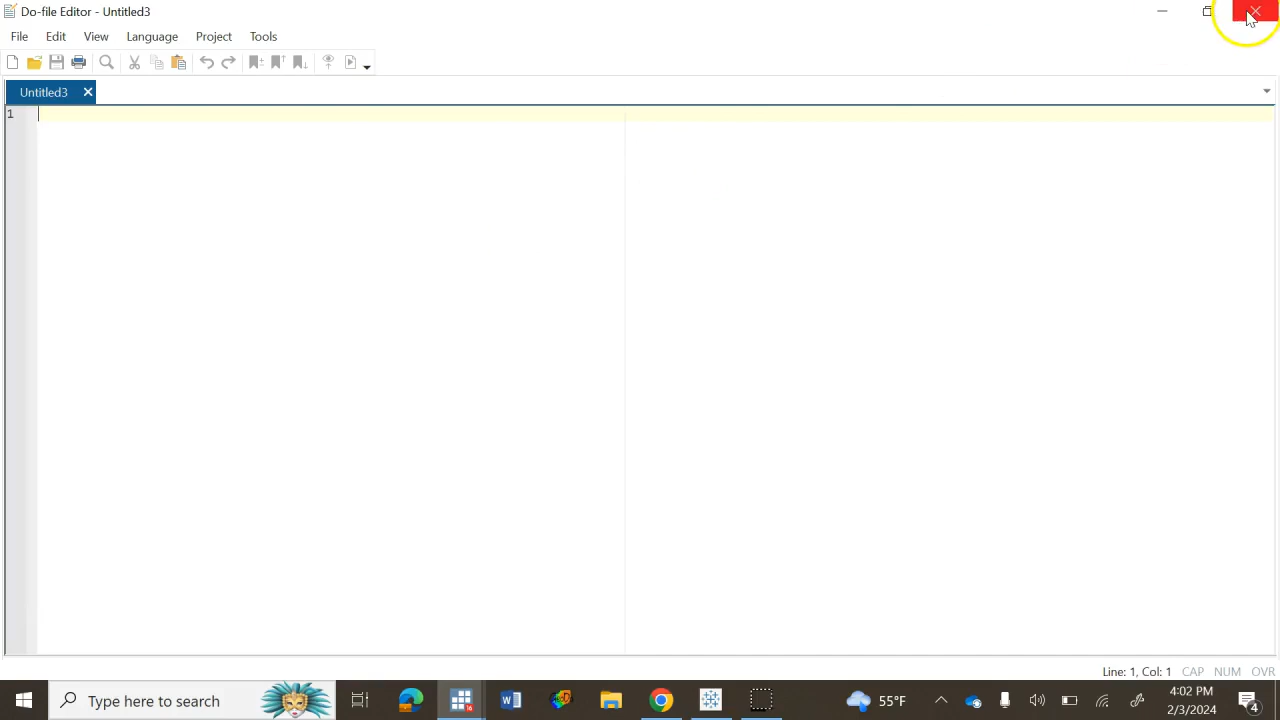 Do-file Editor - Untitled3
File Edit View Language Project Tools
Untitled3
1
Line: 1, Col: 1 CAP NUM OVR
Type here to search
16
W
55°F
4:02 PM
2/3/2024
4